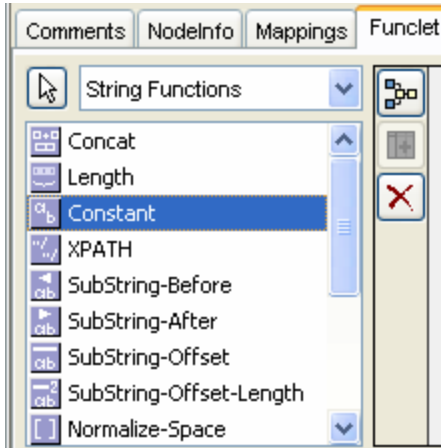 Comments NodeInfo Mappings Funclet
String Functions
Concat
Length
Constant
XPATH
SubString-Before
SubString-After
SubString-Offset
SubString-Offset-Length
Normalize-Space